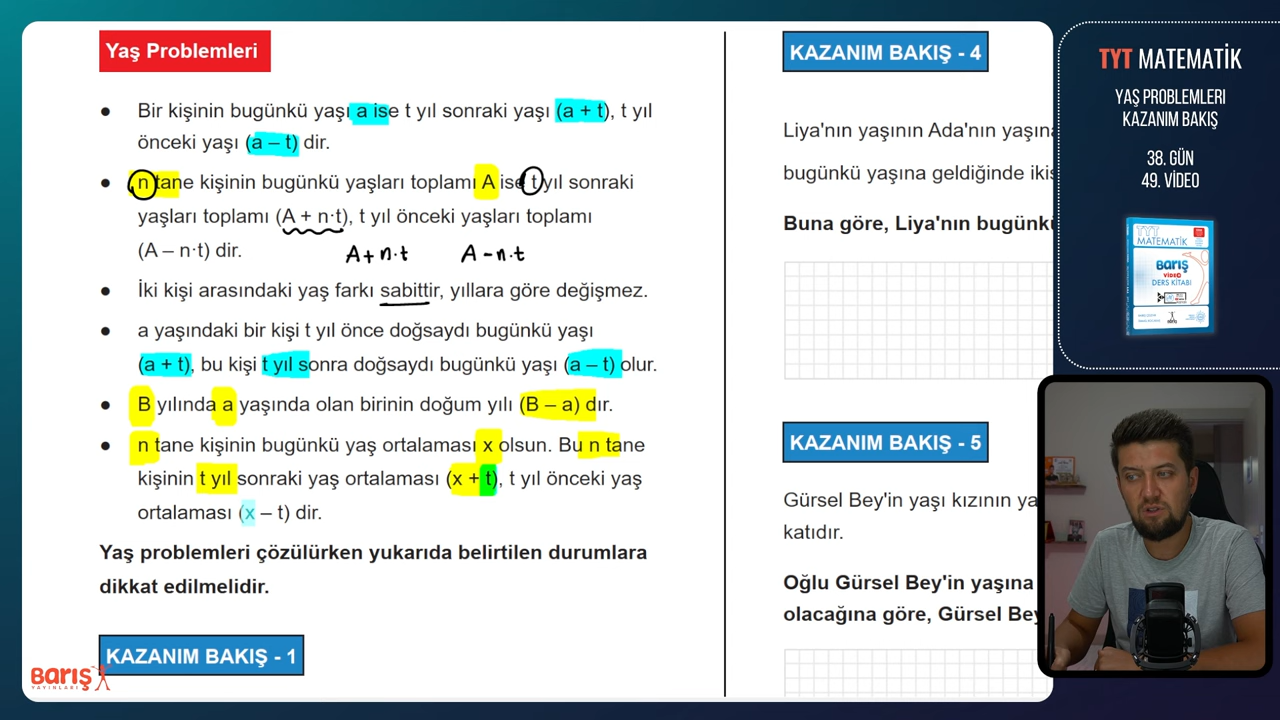 Yaş Problemleri
● Bir kişinin bugünkü yaşı a ise t yıl sonraki yaşı (a + t), t yıl
önceki yaşı (a – t) dir.
● n tane kişinin bugünkü yaşları toplamı A ise t yıl sonraki
yaşları toplamı (A + n·t), t yıl önceki yaşları toplamı
(A – n·t) dir.
A+n·t A-n.t
● İki kişi arasındaki yaş farkı sabittir, yıllara göre değişmez.
● a yaşındaki bir kişi t yıl önce doğsaydı bugünkü yaşı
(a + t), bu kişi t yıl sonra doğsaydı bugünkü yaşı (a – t) olur.
● B yılında a yaşında olan birinin doğum yılı (B – a) dır.
● n tane kişinin bugünkü yaş ortalaması x olsun. Bu n tane
kişinin t yıl sonraki yaş ortalaması (x + t), t yıl önceki yaş
ortalaması (x – t) dir.
Yaş problemleri çözülürken yukarıda belirtilen durumlara
dikkat edilmelidir.
KAZANIM BAKIŞ - 1
BARIŞ
YAYINLARI
KAZANIM BAKIŞ - 4
Liya'nın yaşının Ada'nın yaşın
bugünkü yaşına geldiğinde ikis
Buna göre, Liya'nın bugünkü
KAZANIM BAKIŞ - 5
Gürsel Bey'in yaşı kızının ya
katıdır.
Oğlu Gürsel Bey'in yaşına
olacağına göre, Gürsel Bey
TYT MATEMATİK
YAŞ PROBLEMLERI
KAZANIM BAKIŞ
38. GÜN
49. VİDEO
TYT
MATEMATİK
BARIŞ
VİDEO
DERS KİTABI